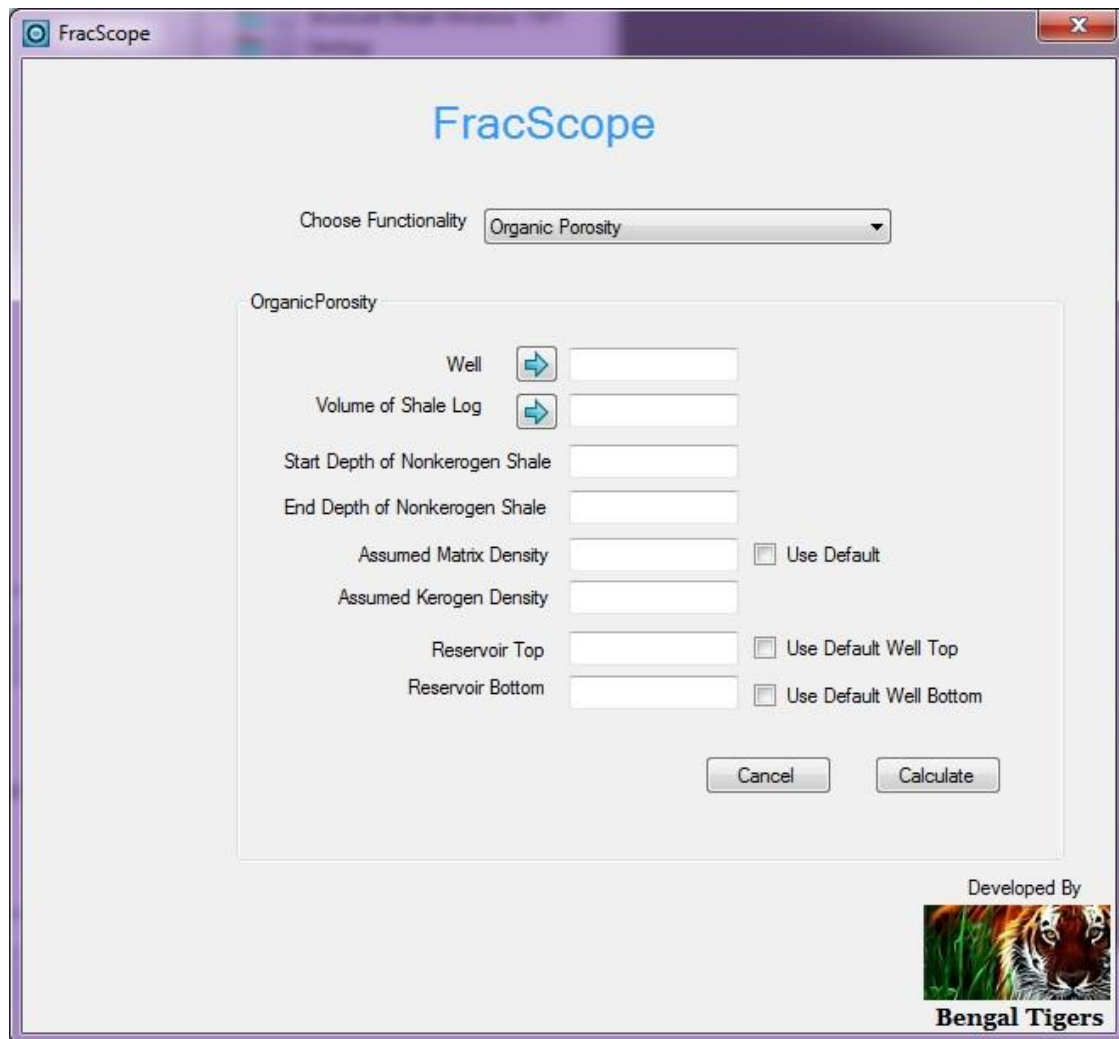 FracScope
FracScope
Choose Functionality Organic Porosity
OrganicPorosity
Well
Volume of Shale Log
Start Depth of Nonkerogen Shale
End Depth of Nonkerogen Shale
Assumed Matrix Density Use Default
Assumed Kerogen Density
Reservoir Top Use Default Well Top
Reservoir Bottom Use Default Well Bottom
Cancel Calculate
Developed By
Bengal Tigers